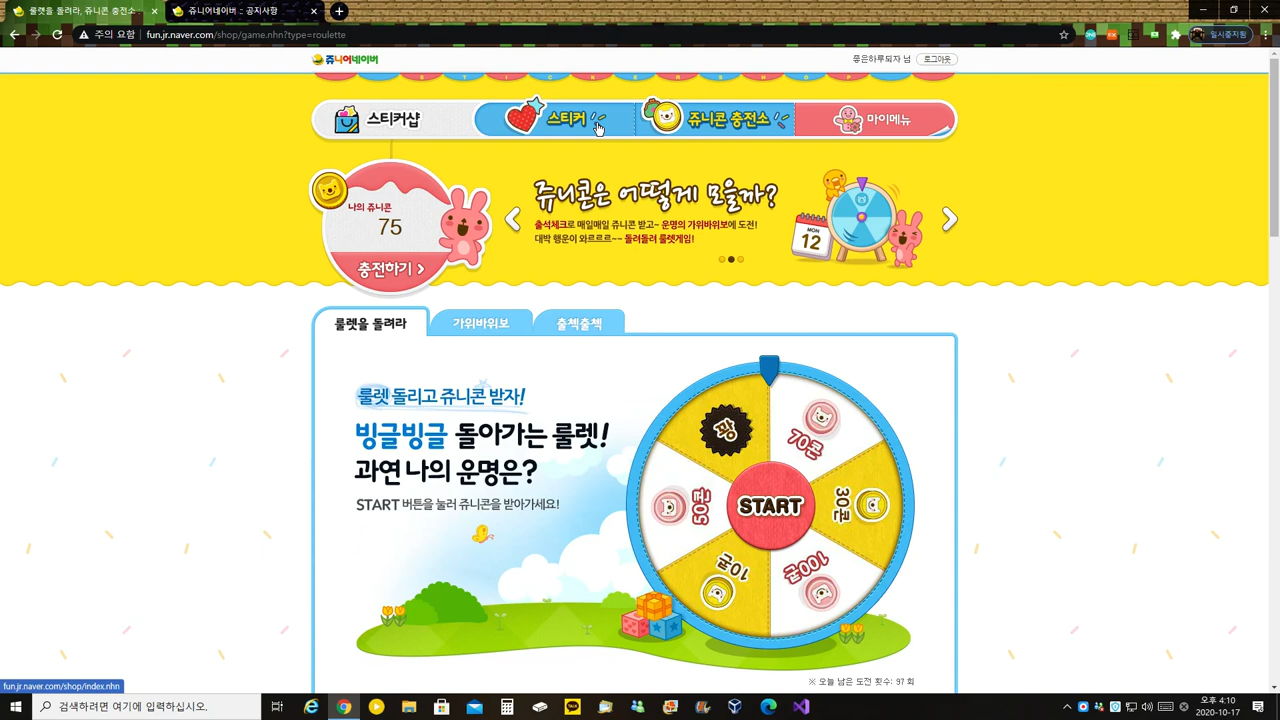 룰렛을 돌려라, 쥬니콘 충전소
쥬니어네이버 :: 공지사항
주의 요함
fun.jr.naver.com/shop/game.nhn?type=roulette
일시중지됨
쥬니어네이버
좋은하루되자 님
로그아웃
스티커샵
스티커
쥬니콘 충전소
마이메뉴
나의 쥬니콘
75
충전하기
쥬니콘은 어떻게 모을까?
출석체크로 매일매일 쥬니콘 받고~ 운명의 가위바위보에 도전!
대박 행운이 와르르르~~ 돌려돌려 룰렛게임!
MON
12
룰렛을 돌려라
가위바위보
출첵출첵
룰렛 돌리고 쥬니콘 받자!
빙글빙글 돌아가는 룰렛!
과연 나의 운명은?
START 버튼을 눌러 쥬니콘을 받아가세요!
꽝
70콘
30콘
100콘
10콘
50콘
START
※ 오늘 남은 도전 횟수: 97 회
fun.jr.naver.com/shop/index.nhn
검색하려면 여기에 입력하십시오.
오후 4:10
2020-10-17